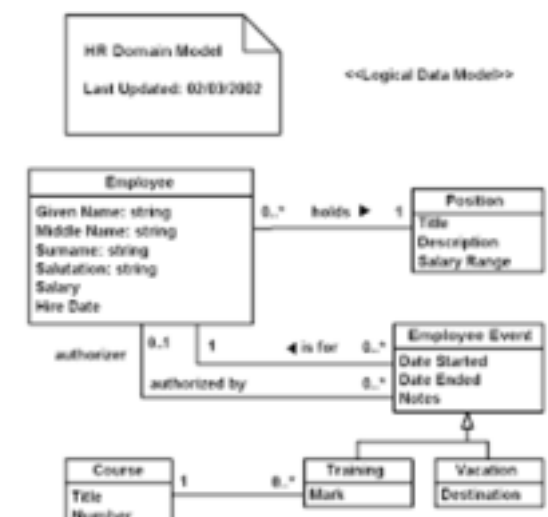 HR Domain Model
Last Updated: 02/03/2002
<<Logical Data Model>>
Employee
Given Name: string
Middle Name: string
Surname: string
Salutation: string
Salary
Hire Date
0..* holds ▶ 1
Position
Title
Description
Salary Range
authorizer
0..1
1
◀ is for 0..*
authorized by 0..*
Employee Event
Date Started
Date Ended
Notes
Course
Title
Number
1 0..*
Training
Mark
Vacation
Destination